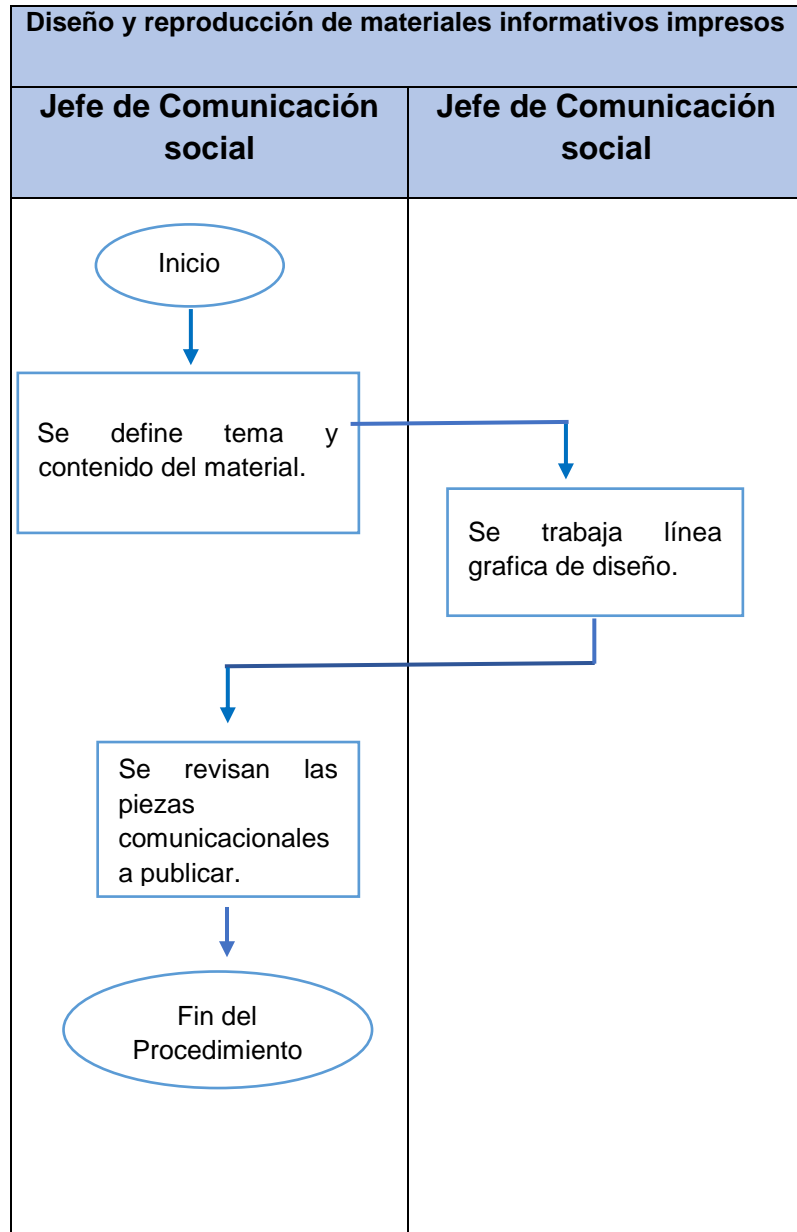 Diseño y reproducción de materiales informativos impresos
Jefe de Comunicación
social
Jefe de Comunicación
social
Inicio
Se define tema y
contenido del material.
Se trabaja línea
grafica de diseño.
Se revisan las
piezas
comunicacionales
a publicar.
Fin del
Procedimiento